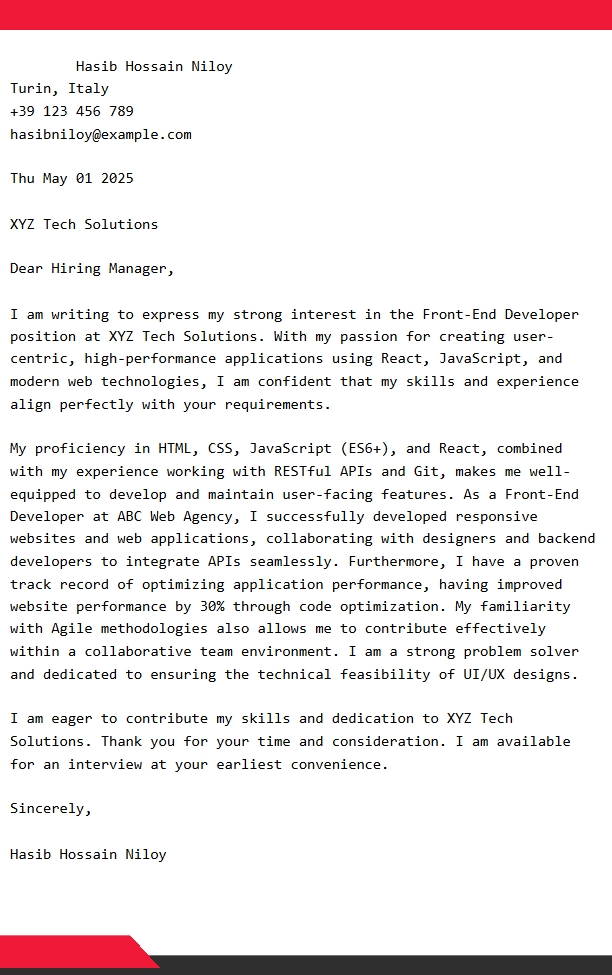 Hasib Hossain Niloy
Turin, Italy
+39 123 456 789
hasibniloy@example.com
Thu May 01 2025
XYZ Tech Solutions
Dear Hiring Manager,
I am writing to express my strong interest in the Front-End Developer
position at XYZ Tech Solutions. With my passion for creating user-
centric, high-performance applications using React, JavaScript, and
modern web technologies, I am confident that my skills and experience
align perfectly with your requirements.
My proficiency in HTML, CSS, JavaScript (ES6+), and React, combined
with my experience working with RESTful APIs and Git, makes me well-
equipped to develop and maintain user-facing features. As a Front-End
Developer at ABC Web Agency, I successfully developed responsive
websites and web applications, collaborating with designers and backend
developers to integrate APIs seamlessly. Furthermore, I have a proven
track record of optimizing application performance, having improved
website performance by 30% through code optimization. My familiarity
with Agile methodologies also allows me to contribute effectively
within a collaborative team environment. I am a strong problem solver
and dedicated to ensuring the technical feasibility of UI/UX designs.
I am eager to contribute my skills and dedication to XYZ Tech
Solutions. Thank you for your time and consideration. I am available
for an interview at your earliest convenience.
Sincerely,
Hasib Hossain Niloy